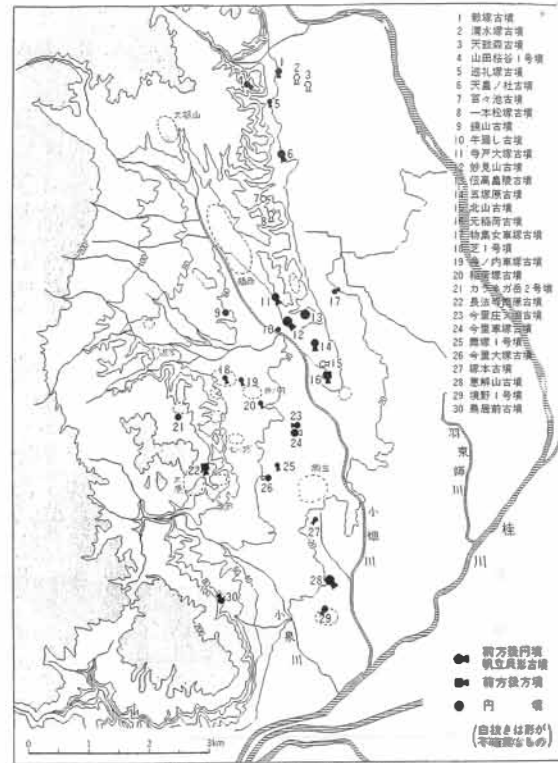 1 穀塚古墳
2 清水塚古墳
3 天鼓森古墳
4 山田桜谷1号墳
5 巡礼塚古墳
6 天皇ノ杜古墳
7 百々池古墳
8 一本松塚古墳
9 鏡山古墳
10 牛廻し古墳
11 寺戸大塚古墳
12 妙見山古墳
13 伝高畠陵古墳
14 五塚原古墳
15 北山古墳
16 元稲荷古墳
17 物集女車塚古墳
18 芝1号墳
19 井ノ内車塚古墳
20 稲荷塚古墳
21 カラネガ岳2号墳
22 長法寺南原古墳
23 今里庄ノ淵古墳
24 今里車塚古墳
25 舞塚1号墳
26 今里大塚古墳
27 塚本古墳
28 恵解山古墳
29 境野1号墳
30 鳥居前古墳
小畑川
小泉川
羽束師川
桂川
前方後円墳
帆立貝形古墳
前方後方墳
円 墳
(白抜きは形が
不確実なもの)
0 1 2 3km